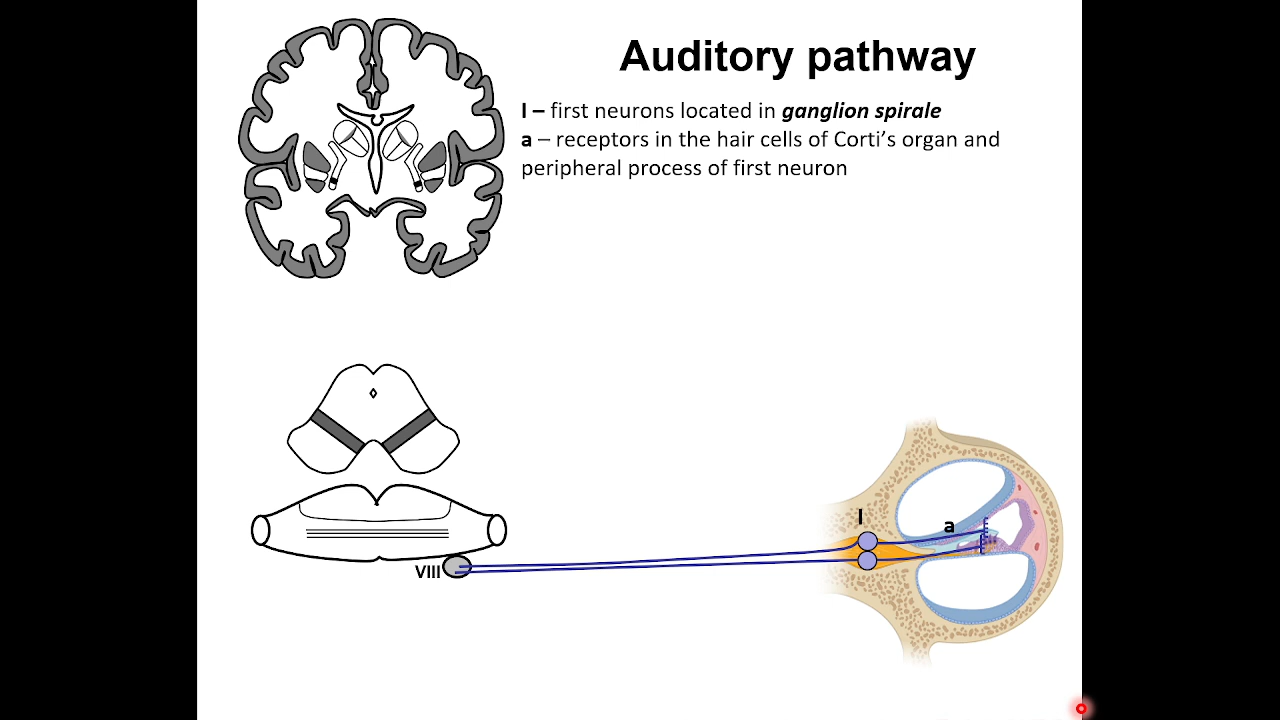 Auditory pathway
I – first neurons located in ganglion spirale
a – receptors in the hair cells of Corti's organ and
peripheral process of first neuron
I
a
VIII